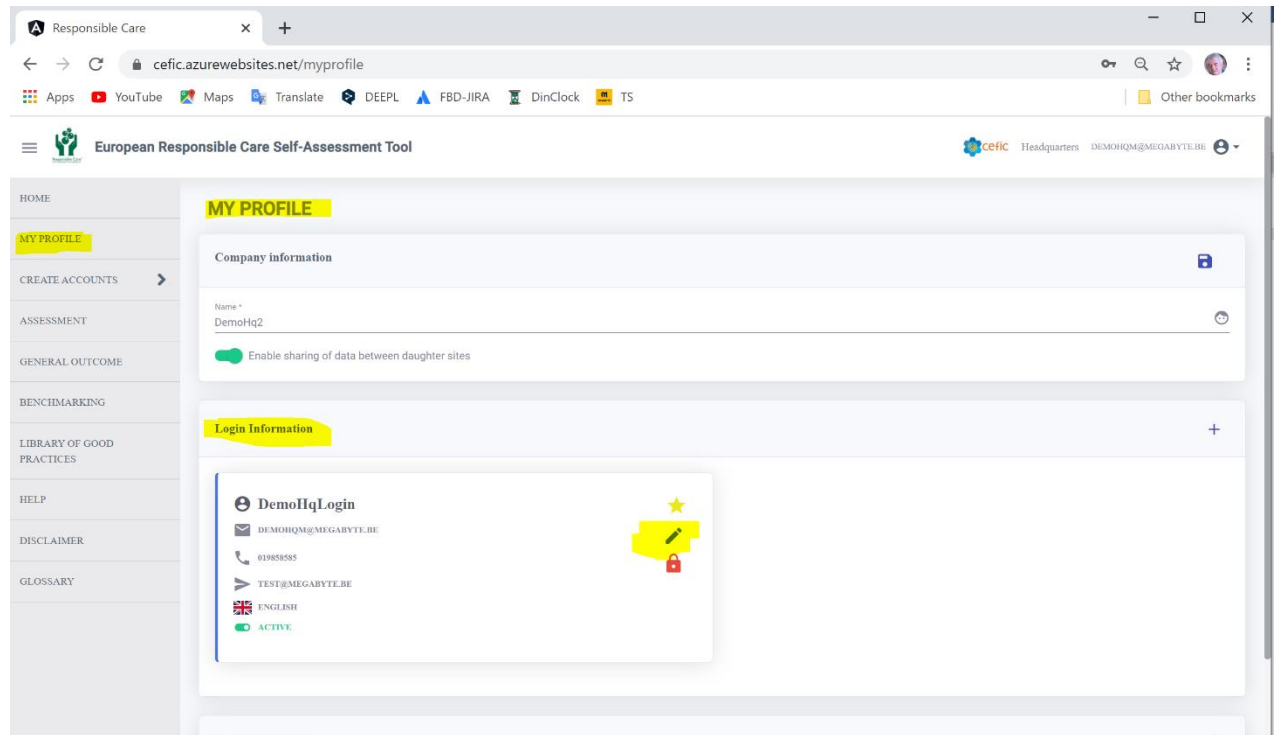 Responsible Care
cefic.azurewebsites.net/myprofile
Apps YouTube Maps Translate DEEPL FBD-JIRA DinClock TS Other bookmarks
European Responsible Care Self-Assessment Tool
cefic Headquarters DEMOHQM@MEGABYTE.BE
HOME
MY PROFILE
CREATE ACCOUNTS
ASSESSMENT
GENERAL OUTCOME
BENCHMARKING
LIBRARY OF GOOD
PRACTICES
HELP
DISCLAIMER
GLOSSARY
MY PROFILE
Company information
Name *
DemoHq2
Enable sharing of data between daughter sites
Login Information
DemoHqLogin
DEMOHQM@MEGABYTE.BE
019858585
TEST@MEGABYTE.BE
ENGLISH
ACTIVE